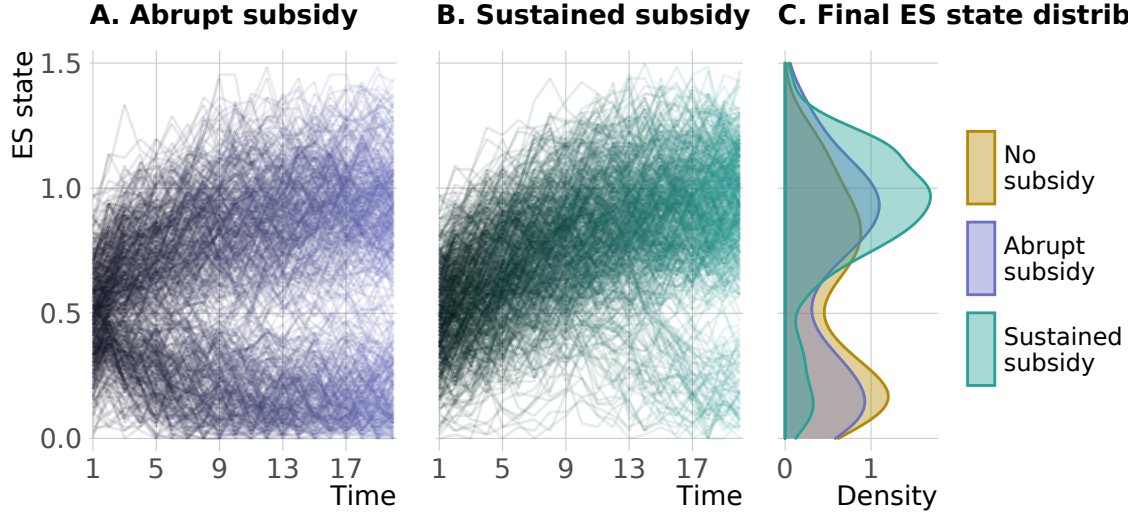 A. Abrupt subsidy
B. Sustained subsidy
C. Final ES state distrib
ES state
1.5
1.0
0.5
0.0
1 5 9 13 17
Time
1 5 9 13 17
Time
0 1
Density
No
subsidy
Abrupt
subsidy
Sustained
subsidy